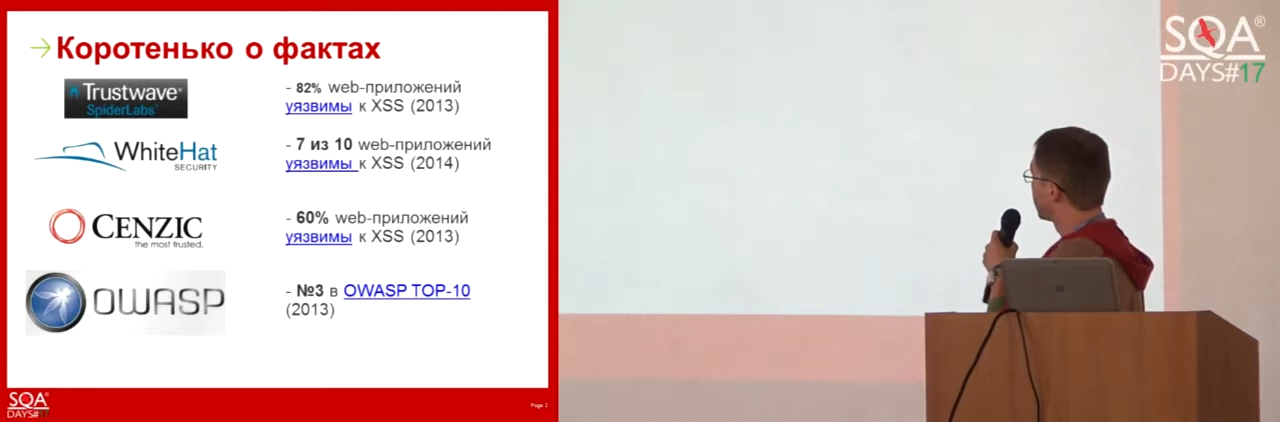 Коротенько о фактах
Trustwave®
SpiderLabs®
- 82% web-приложений
уязвимы к XSS (2013)
WhiteHat
SECURITY
- 7 из 10 web-приложений
уязвимы к XSS (2014)
CENZIC
the most trusted.
- 60% web-приложений
уязвимы к XSS (2013)
OWASP
- №3 в OWASP TOP-10
(2013)
SQA®
DAYS#17
Page 2
SQA®
DAYS#17